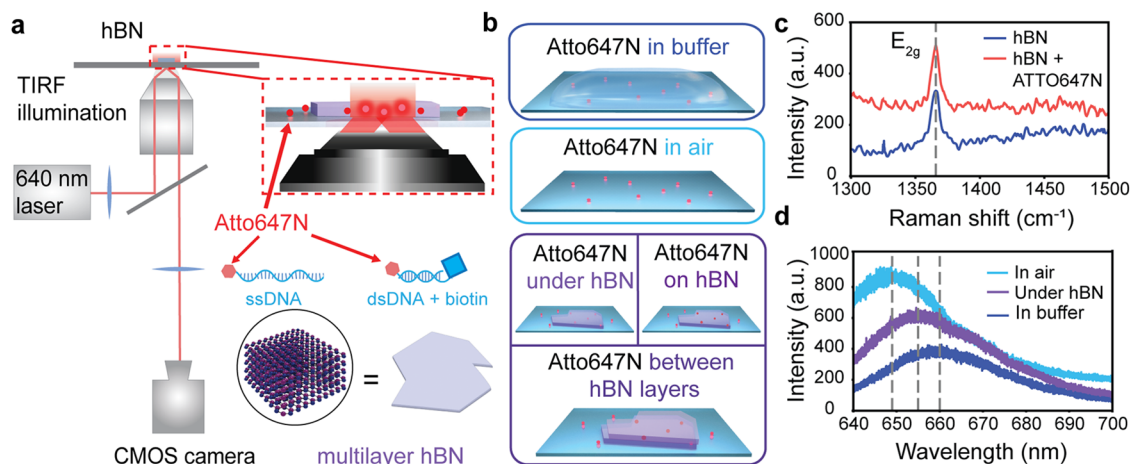 a
hBN
TIRF
illumination
640 nm
laser
Atto647N
ssDNA
dsDNA + biotin
=
CMOS camera
multilayer hBN
b
Atto647N in buffer
Atto647N in air
Atto647N
under hBN
Atto647N
on hBN
Atto647N between
hBN layers
c
600
400
200
0
Intensity (a.u.)
E2g
hBN
hBN +
ATTO647N
1300
1400
1500
Raman shift (cm⁻¹)
d
1000
800
600
400
200
0
Intensity (a.u.)
In air
Under hBN
In buffer
640
650
660
670
680
690
700
Wavelength (nm)